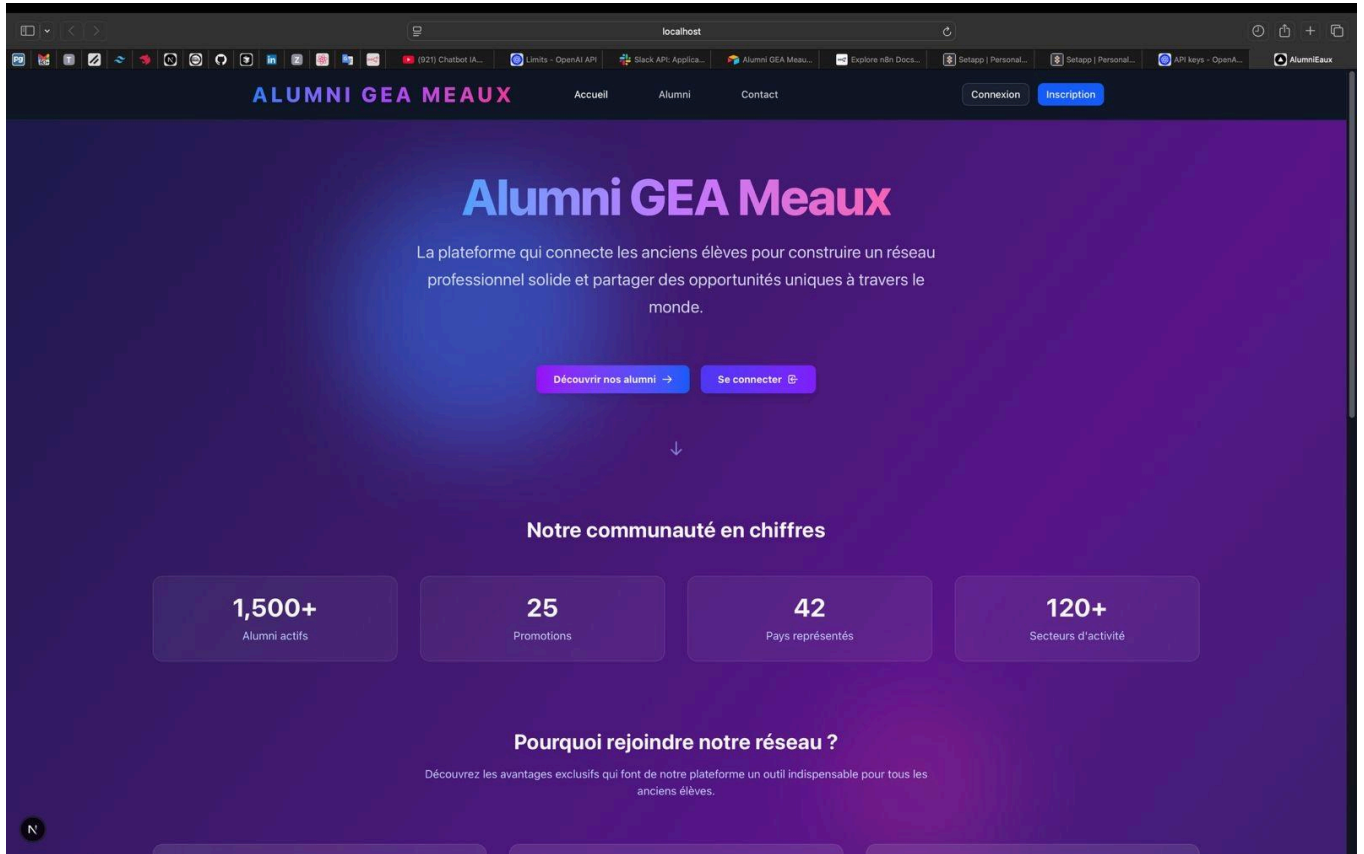 localhost
(921) Chatbot IA...
Limits - OpenAI API
Slack API: Applica...
Alumni GEA Meau...
Explore n8n Docs...
Setapp | Personal...
Setapp | Personal...
API keys - OpenA...
AlumniEaux
ALUMNI GEA MEAUX
Accueil
Alumni
Contact
Connexion
Inscription
Alumni GEA Meaux
La plateforme qui connecte les anciens élèves pour construire un réseau
professionnel solide et partager des opportunités uniques à travers le
monde.
Découvrir nos alumni →
Se connecter
Notre communauté en chiffres
1,500+
Alumni actifs
25
Promotions
42
Pays représentés
120+
Secteurs d'activité
Pourquoi rejoindre notre réseau ?
Découvrez les avantages exclusifs qui font de notre plateforme un outil indispensable pour tous les
anciens élèves.
N